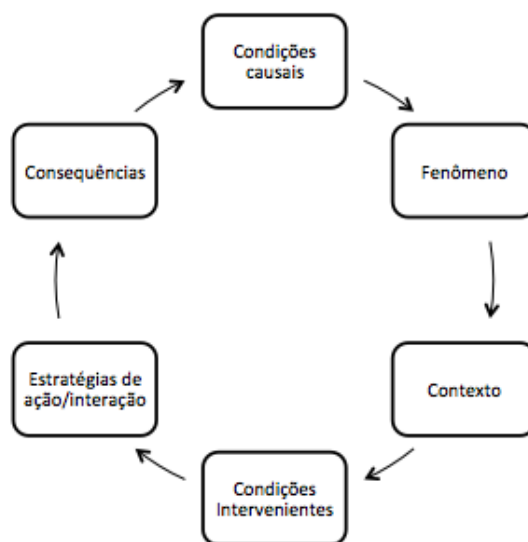 Condições
causais
Fenômeno
Contexto
Condições
Intervenientes
Estratégias de
ação/interação
Consequências